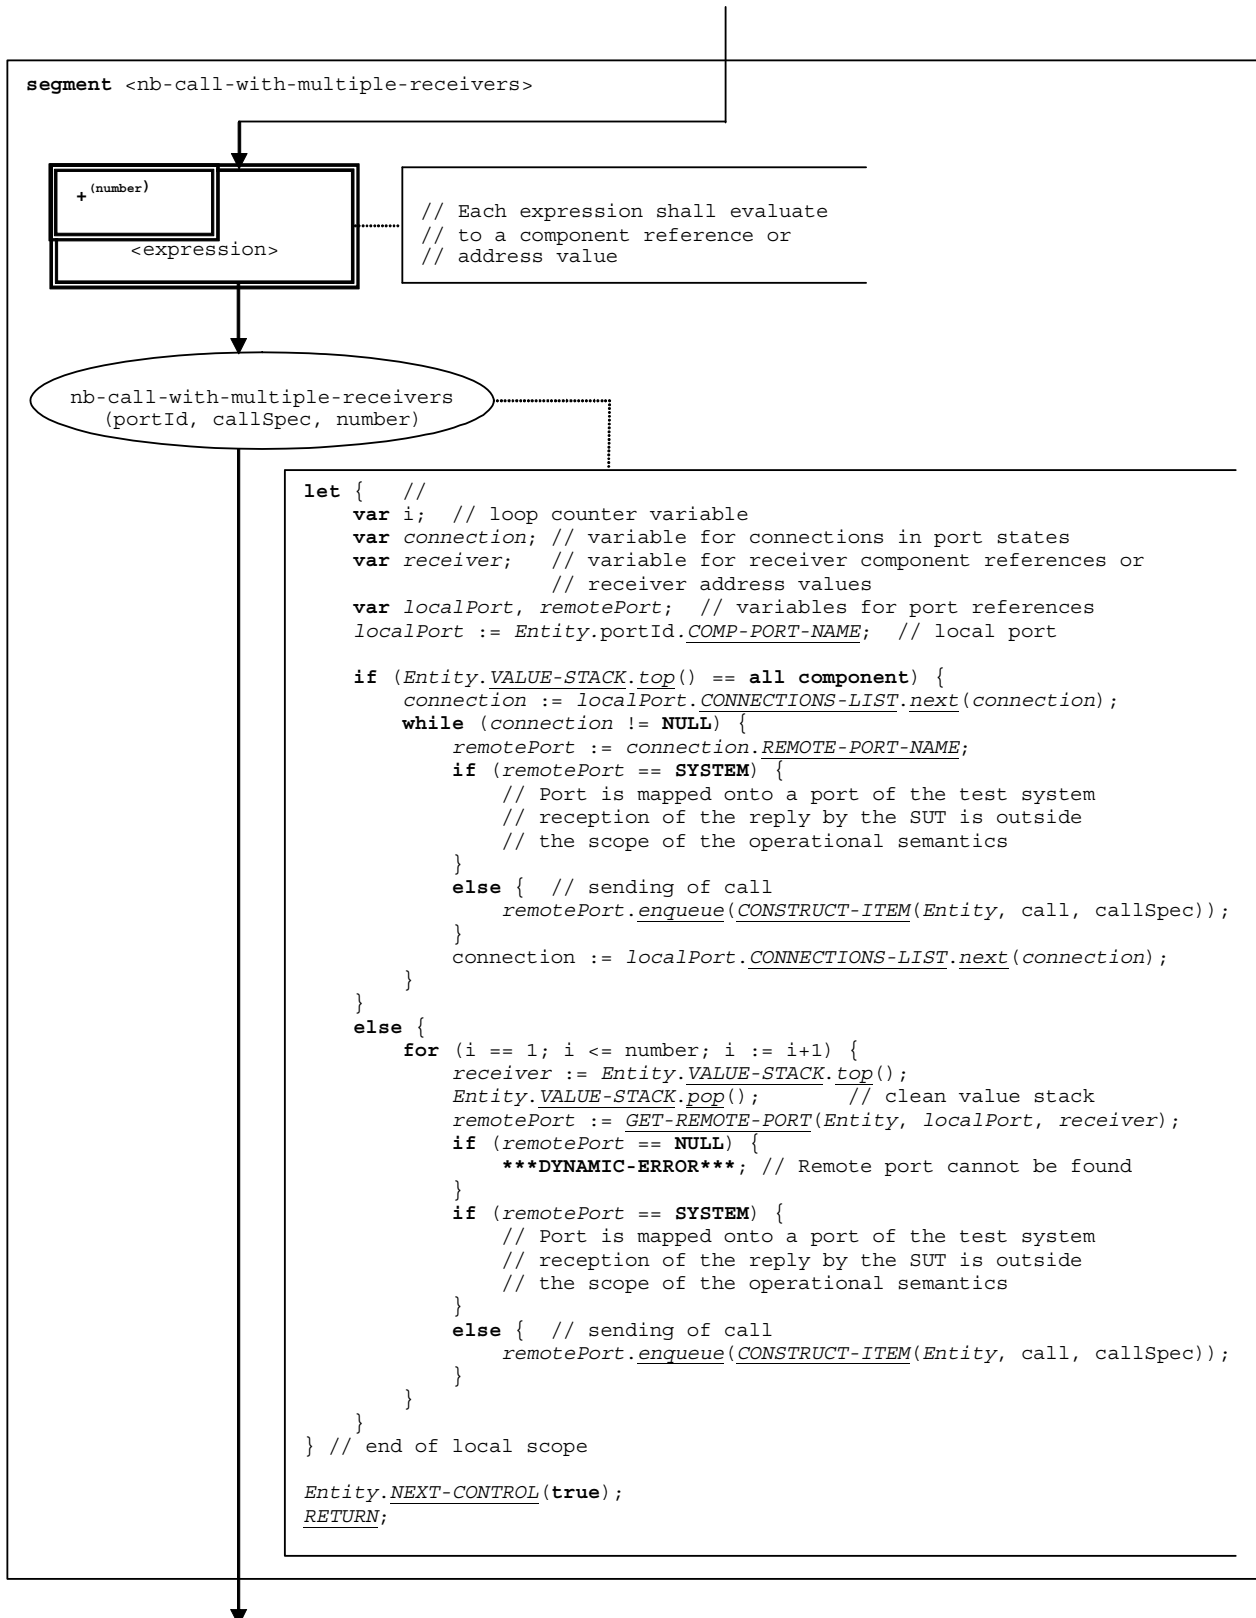 segment <nb-call-with-multiple-receivers>
+(number)
<expression>
// Each expression shall evaluate
// to a component reference or
// address value
nb-call-with-multiple-receivers
(portId, callSpec, number)
let {   //
    var i;  // loop counter variable
    var connection; // variable for connections in port states
    var receiver;   // variable for receiver component references or
                    // receiver address values
    var localPort, remotePort;  // variables for port references
    localPort := Entity.portId.COMP-PORT-NAME;  // local port
    if (Entity.VALUE-STACK.top() == all component) {
        connection := localPort.CONNECTIONS-LIST.next(connection);
        while (connection != NULL) {
            remotePort := connection.REMOTE-PORT-NAME;
            if (remotePort == SYSTEM) {
                // Port is mapped onto a port of the test system
                // reception of the reply by the SUT is outside
                // the scope of the operational semantics
            }
            else {  // sending of call
                remotePort.enqueue(CONSTRUCT-ITEM(Entity, call, callSpec));
            }
            connection := localPort.CONNECTIONS-LIST.next(connection);
        }
    }
    else {
        for (i == 1; i <= number; i := i+1) {
            receiver := Entity.VALUE-STACK.top();
            Entity.VALUE-STACK.pop();       // clean value stack
            remotePort := GET-REMOTE-PORT(Entity, localPort, receiver);
            if (remotePort == NULL) {
                ***DYNAMIC-ERROR***; // Remote port cannot be found
            }
            if (remotePort == SYSTEM) {
                // Port is mapped onto a port of the test system
                // reception of the reply by the SUT is outside
                // the scope of the operational semantics
            }
            else {  // sending of call
                remotePort.enqueue(CONSTRUCT-ITEM(Entity, call, callSpec));
            }
        }
    }
} // end of local scope
Entity.NEXT-CONTROL(true);
RETURN;